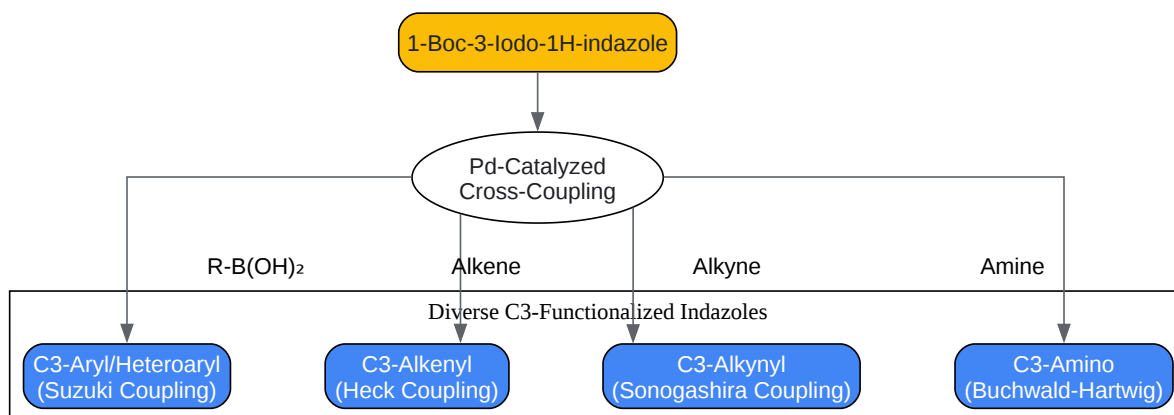 1-Boc-3-Iodo-1H-indazole
Pd-Catalyzed
Cross-Coupling
R-B(OH)₂
Alkene
Alkyne
Amine
Diverse C3-Functionalized Indazoles
C3-Aryl/Heteroaryl
(Suzuki Coupling)
C3-Alkenyl
(Heck Coupling)
C3-Alkynyl
(Sonogashira Coupling)
C3-Amino
(Buchwald-Hartwig)